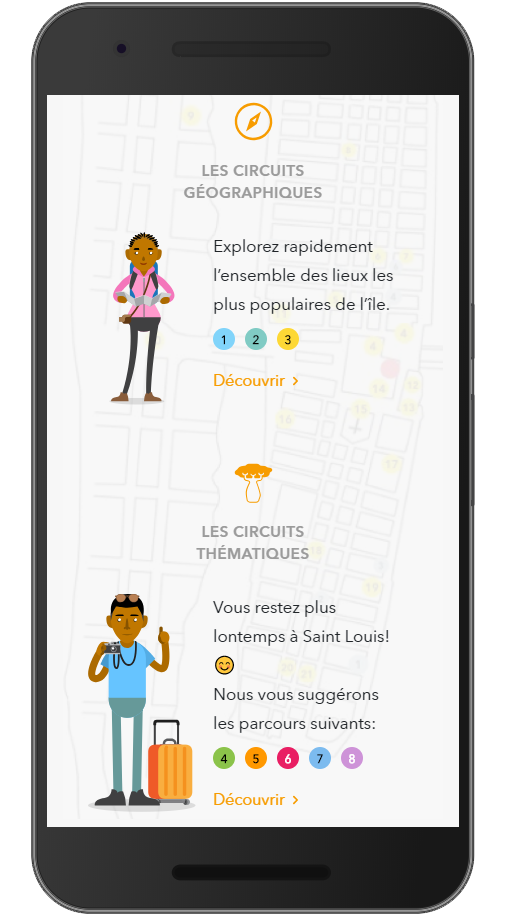 LES CIRCUITS
GÉOGRAPHIQUES
Explorez rapidement
l’ensemble des lieux les
plus populaires de l’île.
1 2 3
Découvrir >
LES CIRCUITS
THÉMATIQUES
Vous restez plus
lontemps à Saint Louis!
😊
Nous vous suggérons
les parcours suivants:
4 5 6 7 8
Découvrir >